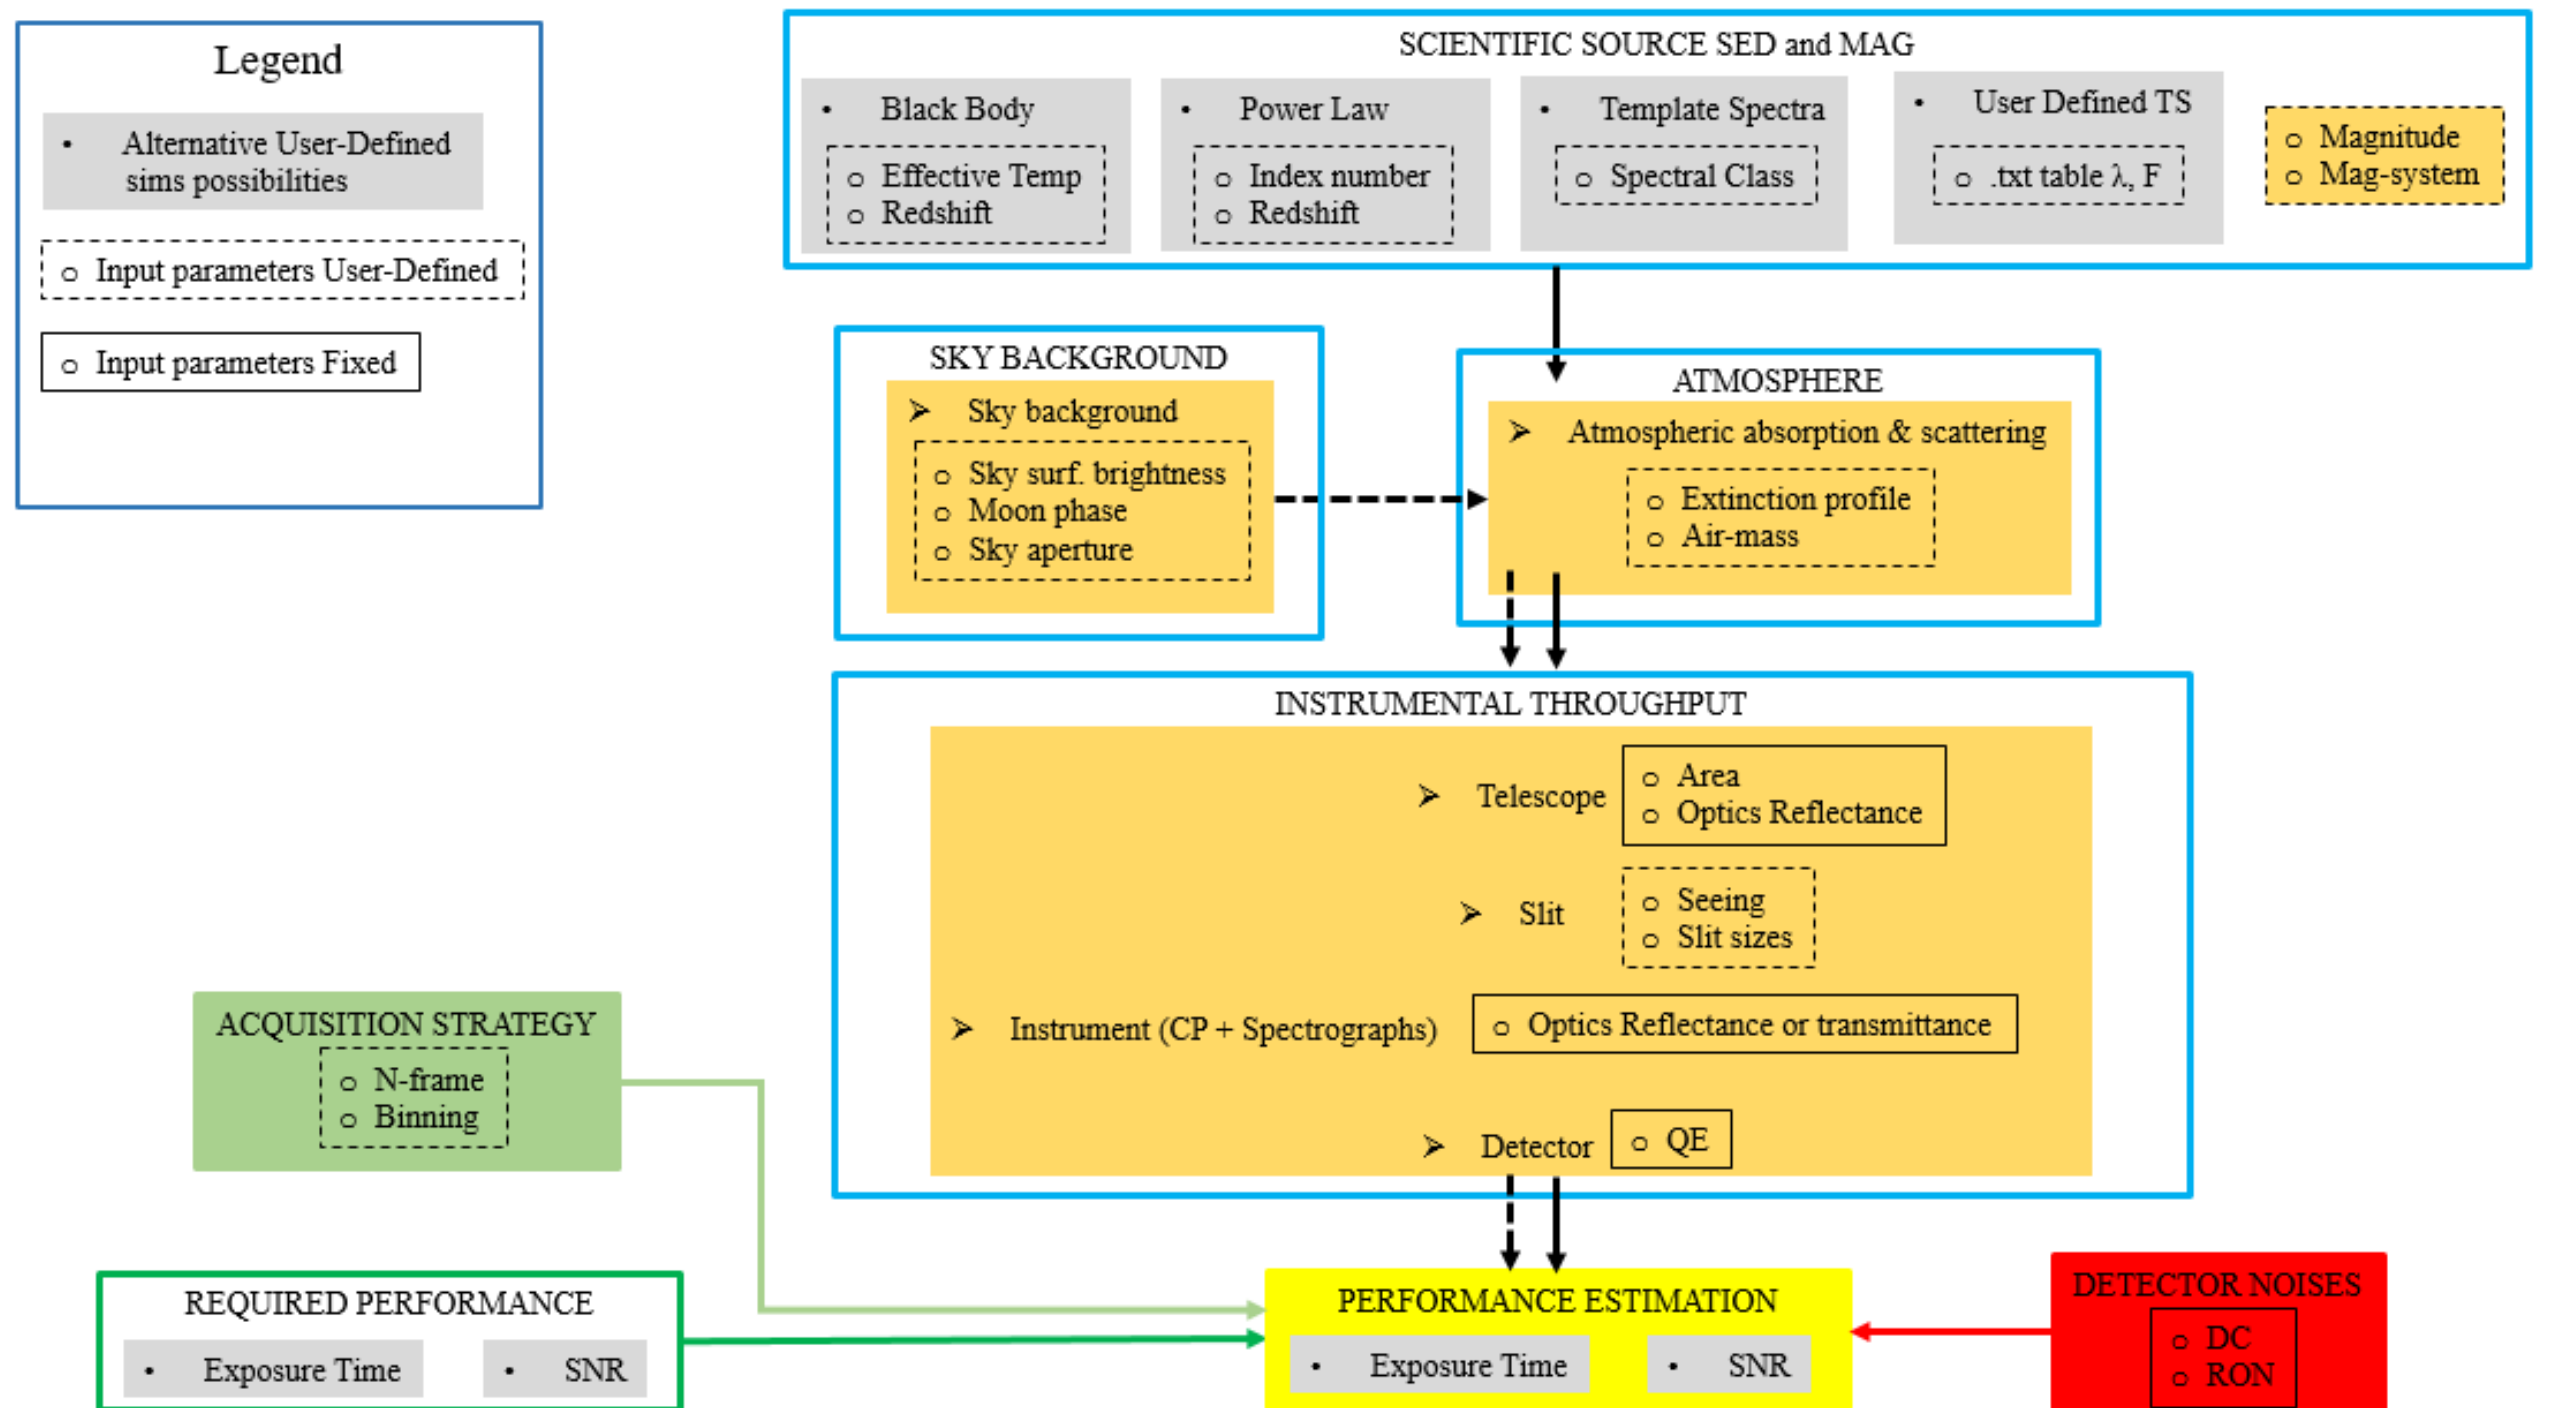 Legend
• Alternative User-Defined
sims possibilities
o Input parameters User-Defined
o Input parameters Fixed
SCIENTIFIC SOURCE SED and MAG
• Black Body
o Effective Temp
o Redshift
• Power Law
o Index number
o Redshift
• Template Spectra
o Spectral Class
• User Defined TS
o .txt table λ, F
o Magnitude
o Mag-system
SKY BACKGROUND
➢ Sky background
o Sky surf. brightness
o Moon phase
o Sky aperture
ATMOSPHERE
➢ Atmospheric absorption & scattering
o Extinction profile
o Air-mass
INSTRUMENTAL THROUGHPUT
➢ Telescope
o Area
o Optics Reflectance
➢ Slit
o Seeing
o Slit sizes
➢ Instrument (CP + Spectrographs)
o Optics Reflectance or transmittance
➢ Detector
o QE
ACQUISITION STRATEGY
o N-frame
o Binning
REQUIRED PERFORMANCE
• Exposure Time
• SNR
PERFORMANCE ESTIMATION
• Exposure Time
• SNR
DETECTOR NOISES
o DC
o RON